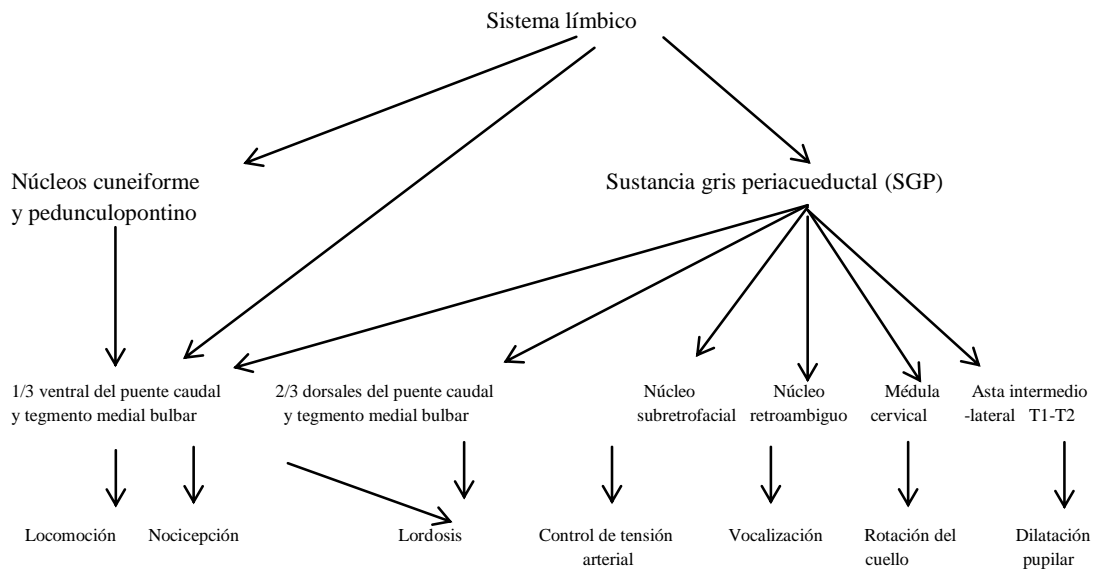 Sistema límbico
Núcleos cuneiforme
y pedunculopontino
Sustancia gris periacueductal (SGP)
1/3 ventral del puente caudal
y tegmento medial bulbar
2/3 dorsales del puente caudal
y tegmento medial bulbar
Núcleo
subretrofacial
Núcleo
retroambiguo
Médula
cervical
Asta intermedio
-lateral T1-T2
Locomoción
Nocicepción
Lordosis
Control de tensión
arterial
Vocalización
Rotación del
cuello
Dilatación
pupilar